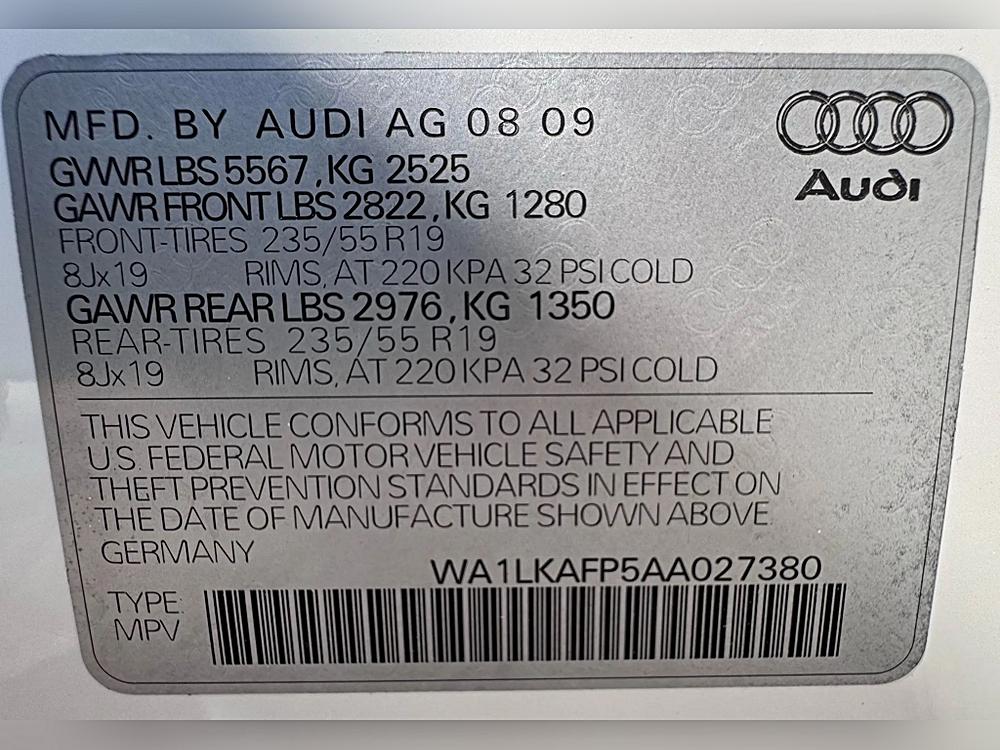 MFD. BY AUDI AG 08 09
Audi
GVWR LBS 5567, KG 2525
GAWR FRONT LBS 2822, KG 1280
FRONT-TIRES 235/55 R19
8Jx19 RIMS, AT 220 KPA 32 PSI COLD
GAWR REAR LBS 2976, KG 1350
REAR-TIRES 235/55 R19
8Jx19 RIMS, AT 220 KPA 32 PSI COLD
THIS VEHICLE CONFORMS TO ALL APPLICABLE
U.S. FEDERAL MOTOR VEHICLE SAFETY AND
THEFT PREVENTION STANDARDS IN EFFECT ON
THE DATE OF MANUFACTURE SHOWN ABOVE.
GERMANY
WA1LKAFP5AA027380
TYPE:
MPV